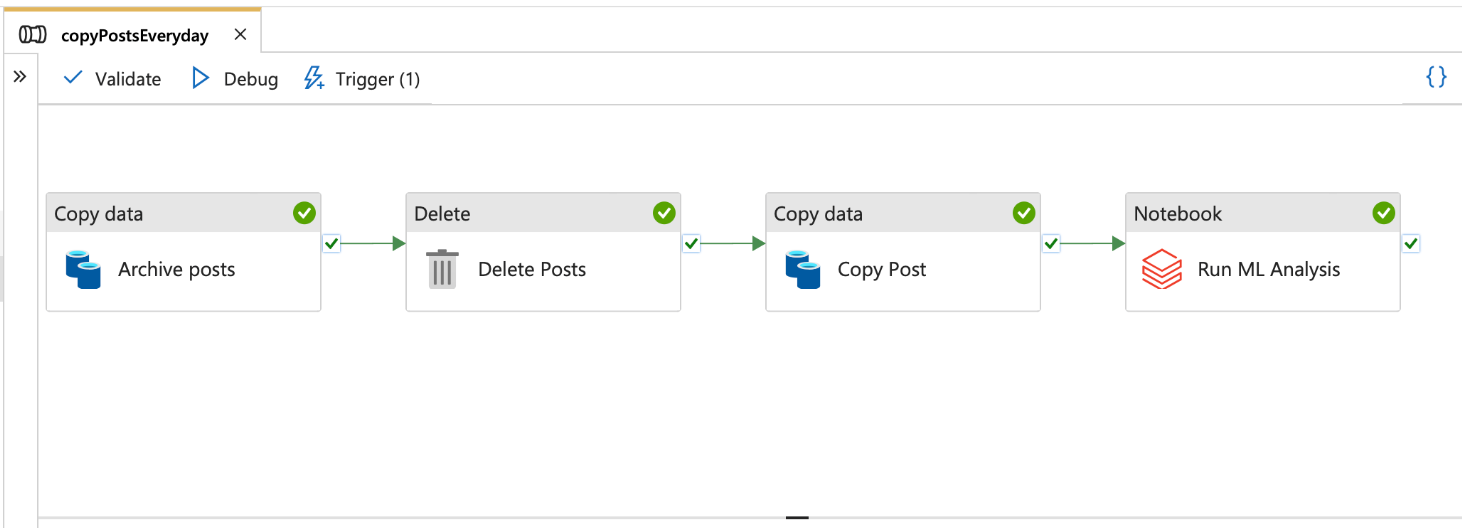 copyPostsEveryday
Validate Debug Trigger (1)
Copy data Delete Copy data Notebook
Archive posts Delete Posts Copy Post Run ML Analysis